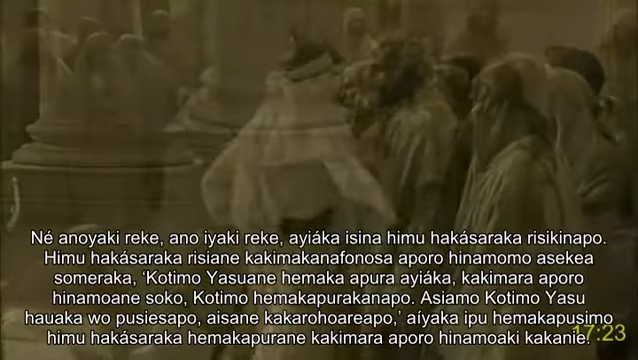 Né anoyaki reke, ano iyaki reke, ayiáka isina himu hakásaraka risikinapo.
Himu hakásaraka risiane kakimakanafonosa aporo hinamomo asekea
someraka, ‘Kotimo Yasuane hemaka apura ayiáka, kakimara aporo
hinamoane soko, Kotimo hemakapurakanapo. Asiamo Kotimo Yasu
hauaka wo pusiesapo, aisane kakarohoareapo,’ aíyaka ipu hemakapusimo
himu hakásaraka hemakapurane kakimara aporo hinamoaki kakanie.
17:23